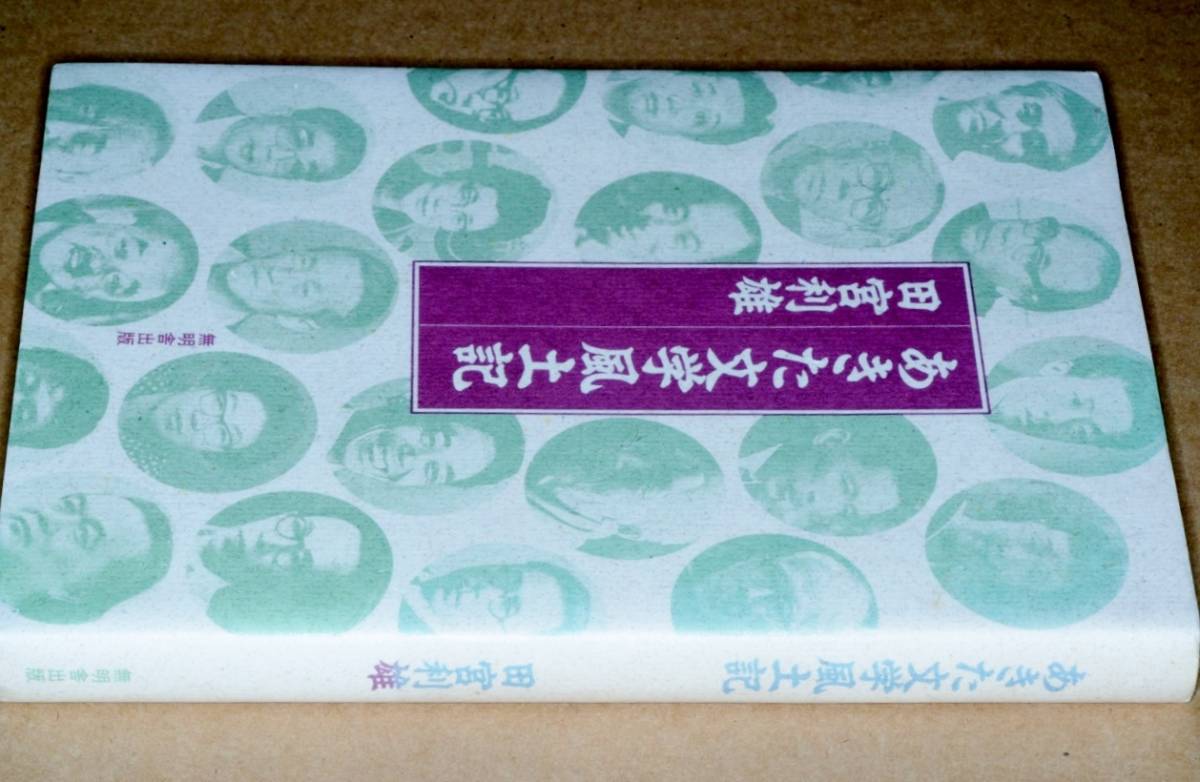 あきた文学風土記
田宮利雄
無明舎出版
あきた文学風土記
田宮利雄
無明舎出版